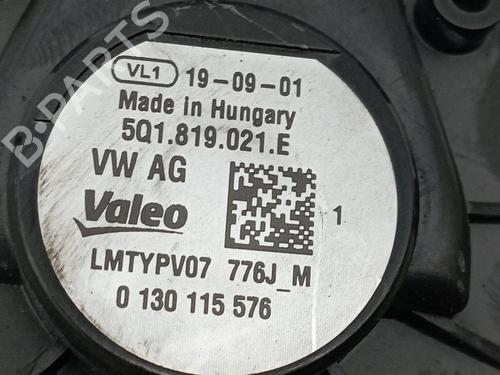 B-PARTS
VL1 19-09-01
Made in Hungary
5Q1.819.021.E
VW AG
Valeo
1
LMTYPV07 776J_M
0 130 115 576